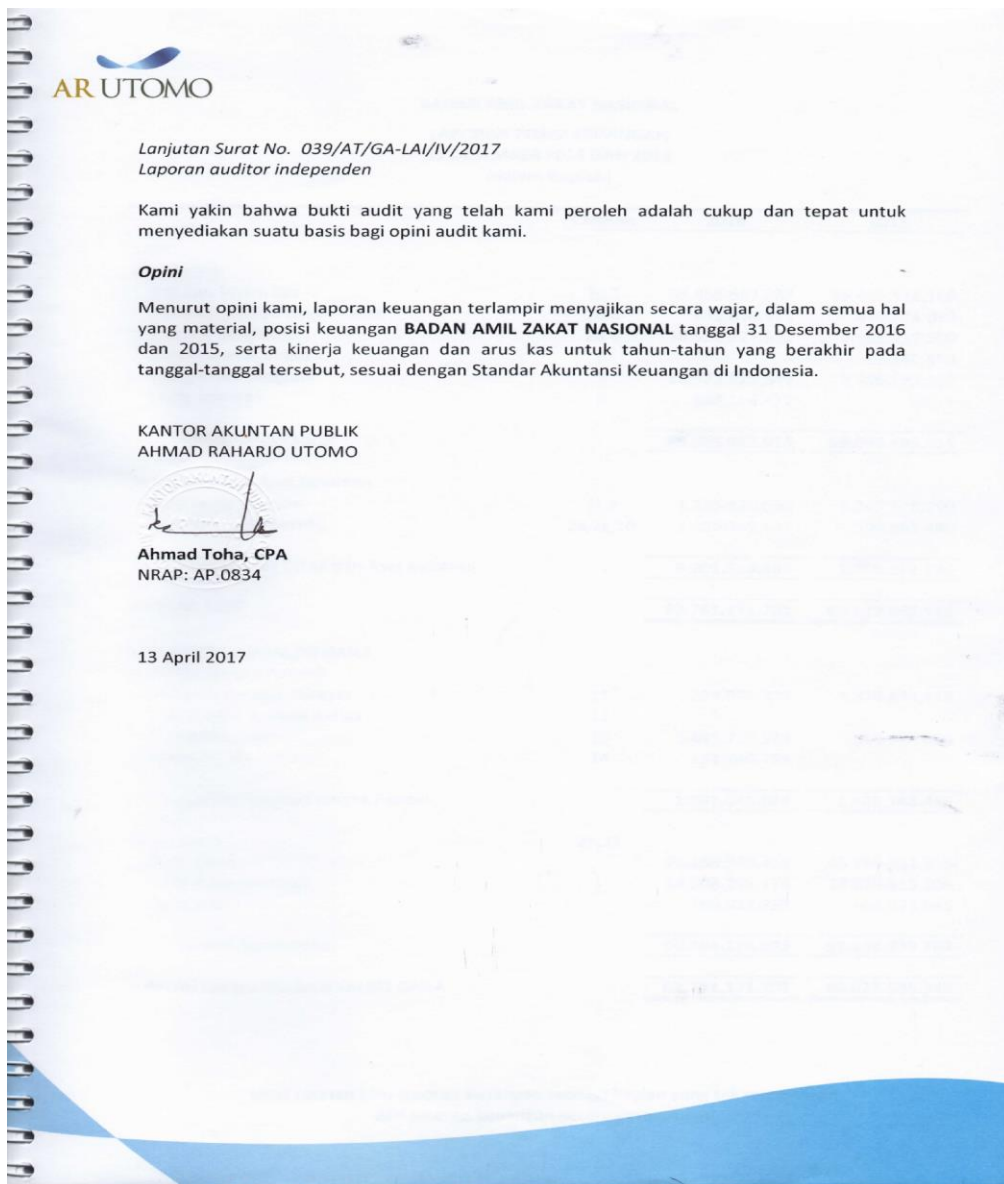 AR UTOMO
Lanjutan Surat No. 039/AT/GA-LAI/IV/2017
Laporan auditor independen
Kami yakin bahwa bukti audit yang telah kami peroleh adalah cukup dan tepat untuk
menyediakan suatu basis bagi opini audit kami.
Opini
Menurut opini kami, laporan keuangan terlampir menyajikan secara wajar, dalam semua hal
yang material, posisi keuangan BADAN AMIL ZAKAT NASIONAL tanggal 31 Desember 2016
dan 2015, serta kinerja keuangan dan arus kas untuk tahun-tahun yang berakhir pada
tanggal-tanggal tersebut, sesuai dengan Standar Akuntansi Keuangan di Indonesia.
KANTOR AKUNTAN PUBLIK
AHMAD RAHARJO UTOMO
Ahmad Toha, CPA
NRAP: AP.0834
13 April 2017